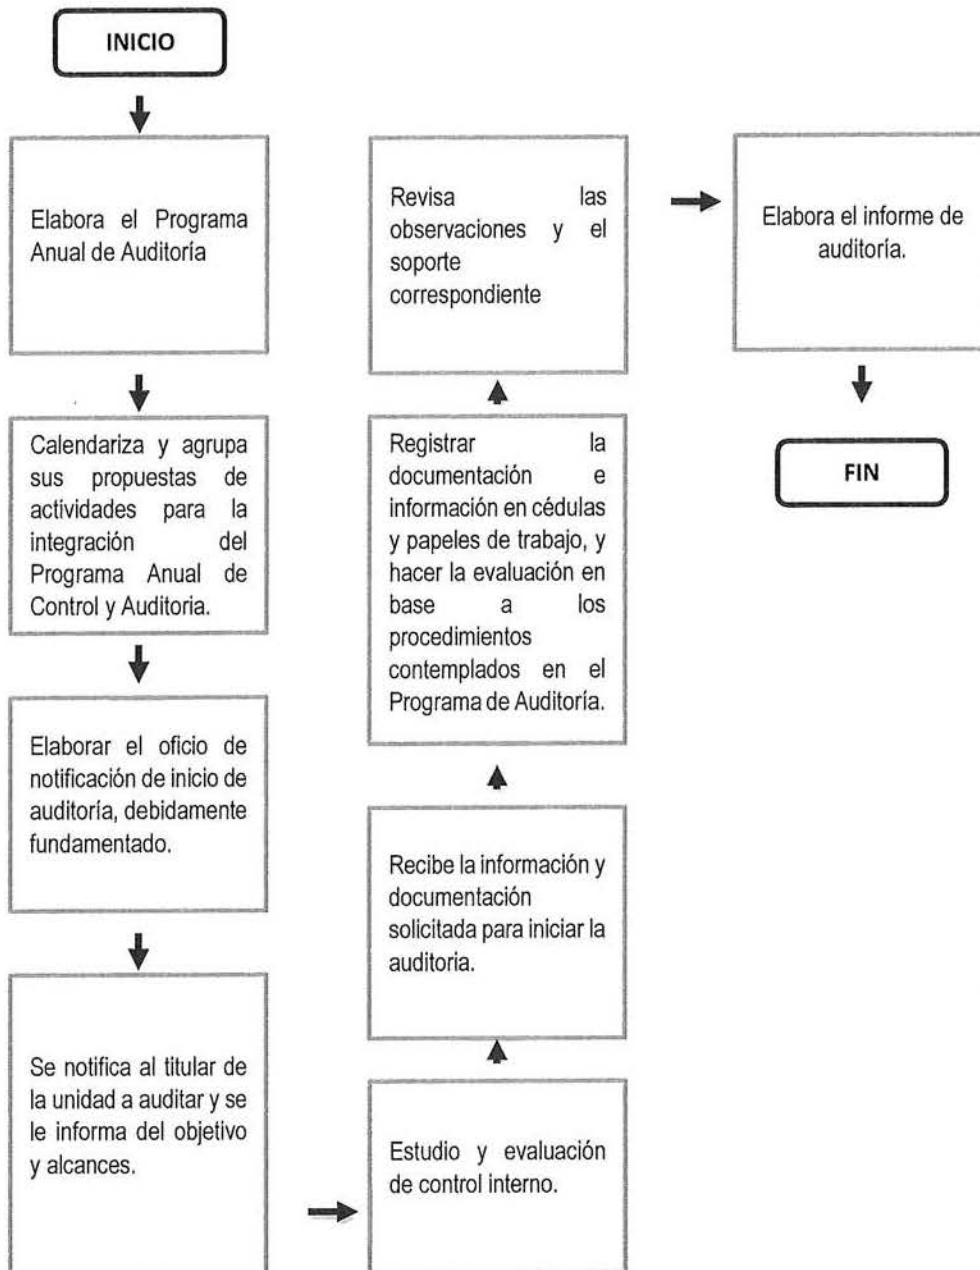 INICIO
Elabora el Programa
Anual de Auditoría
Calendariza y agrupa
sus propuestas de
actividades para la
integración del
Programa Anual de
Control y Auditoria.
Elaborar el oficio de
notificación de inicio de
auditoría, debidamente
fundamentado.
Se notifica al titular de
la unidad a auditar y se
le informa del objetivo
y alcances.
Estudio y evaluación
de control interno.
Recibe la información y
documentación
solicitada para iniciar la
auditoria.
Registrar la
documentación e
información en cédulas
y papeles de trabajo, y
hacer la evaluación en
base a los
procedimientos
contemplados en el
Programa de Auditoría.
Revisa las
observaciones y el
soporte
correspondiente
Elabora el informe de
auditoría.
FIN